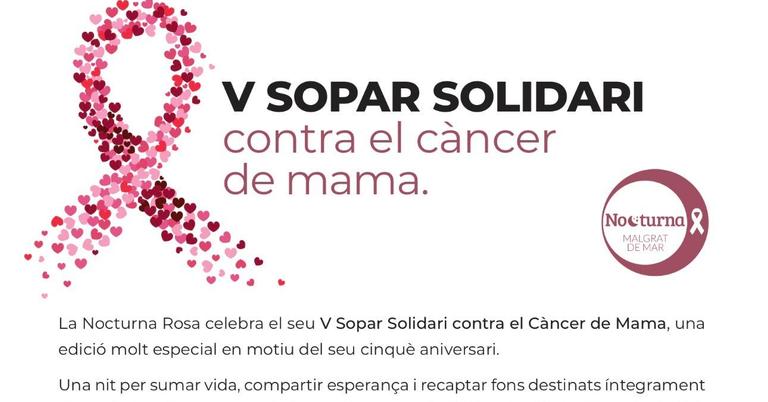 V SOPAR SOLIDARI
contra el càncer
de mama.
Nocturna
MALGRAT
DE MAR
La Nocturna Rosa celebra el seu V Sopar Solidari contra el Càncer de Mama, una
edició molt especial en motiu del seu cinquè aniversari.
Una nit per sumar vida, compartir esperança i recaptar fons destinats íntegrament